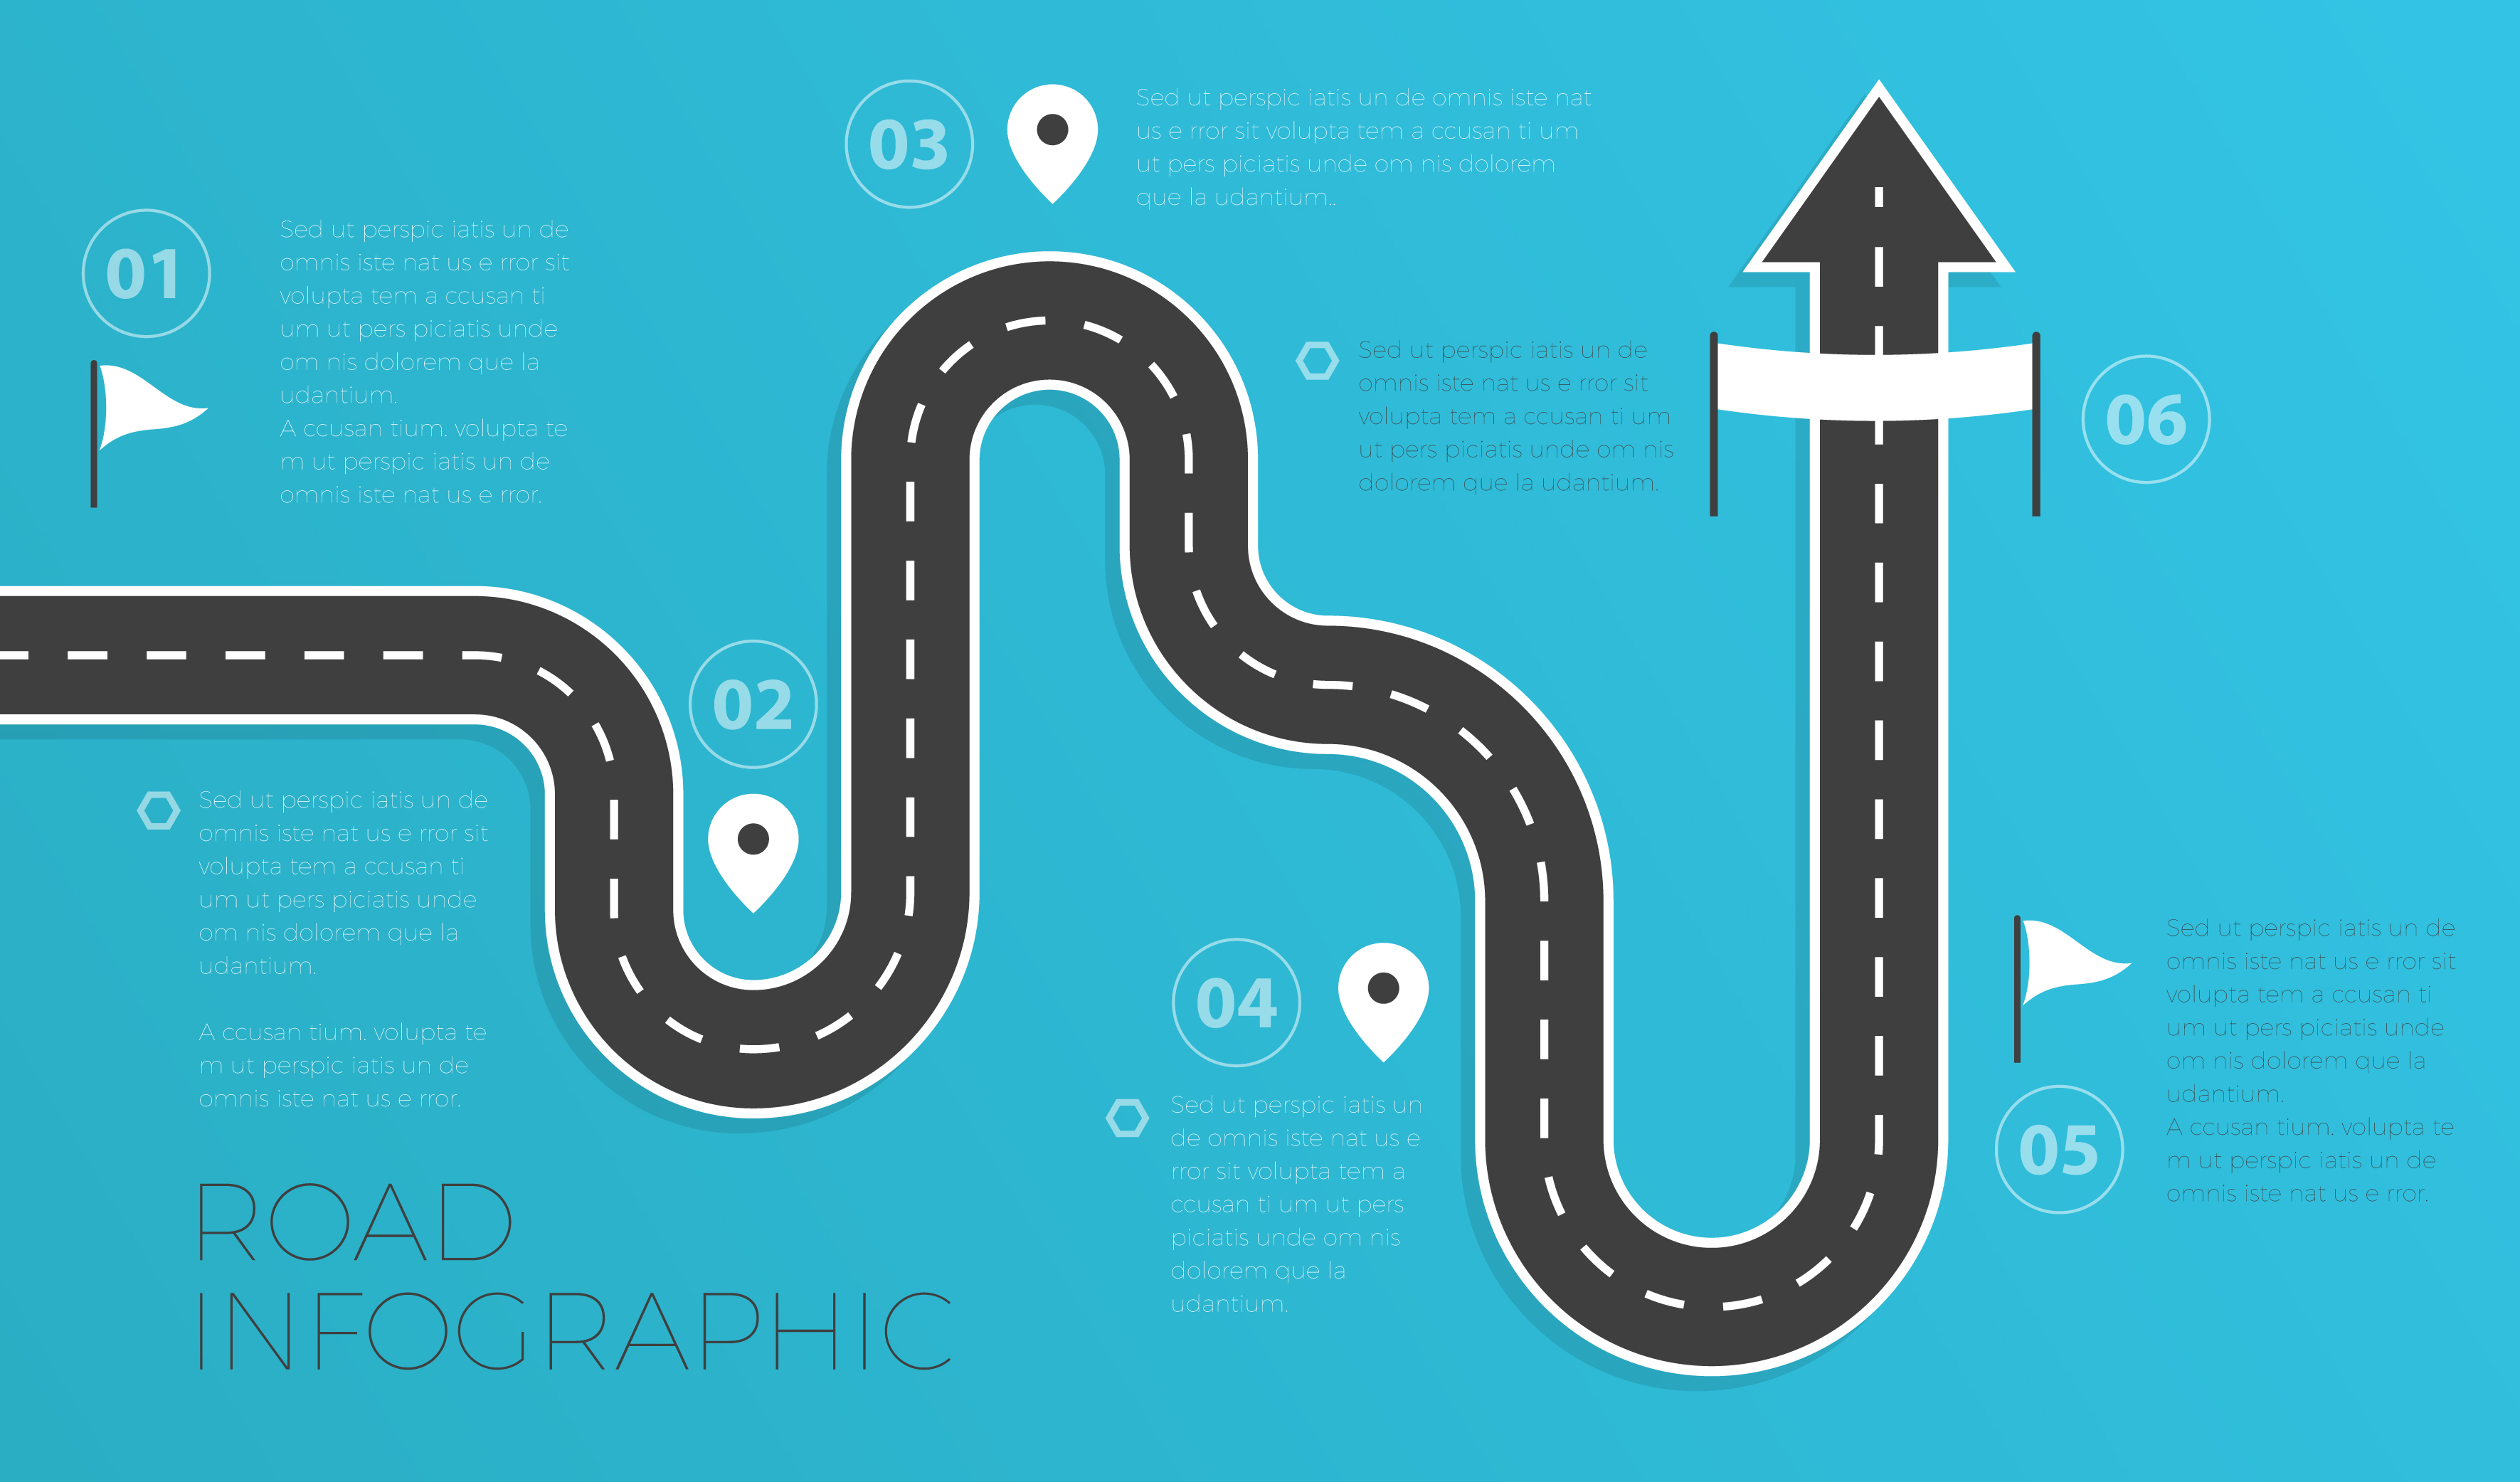 01
Sed ut perspic iatis un de
omnis iste nat us e rror sit
volupta tem a ccusan ti
um ut pers piciatis unde
om nis dolorem que la
udantium.
A ccusan tium. volupta te
m ut perspic iatis un de
omnis iste nat us e rror.
Sed ut perspic iatis un de
omnis iste nat us e rror sit
volupta tem a ccusan ti
um ut pers piciatis unde
om nis dolorem que la
udantium.
A ccusan tium. volupta te
m ut perspic iatis un de
omnis iste nat us e rror.
02
03
Sed ut perspic iatis un de omnis iste nat
us e rror sit volupta tem a ccusan ti um
ut pers piciatis unde om nis dolorem
que la udantium..
04
Sed ut perspic iatis un
de omnis iste nat us e
rror sit volupta tem a
ccusan ti um ut pers
piciatis unde om nis
dolorem que la
udantium.
05
Sed ut perspic iatis un de
omnis iste nat us e rror sit
volupta tem a ccusan ti
um ut pers piciatis unde
om nis dolorem que la
udantium.
A ccusan tium. volupta te
m ut perspic iatis un de
omnis iste nat us e rror.
Sed ut perspic iatis un de
omnis iste nat us e rror sit
volupta tem a ccusan ti um
ut pers piciatis unde om nis
dolorem que la udantium.
06
ROAD
INFOGRAPHIC